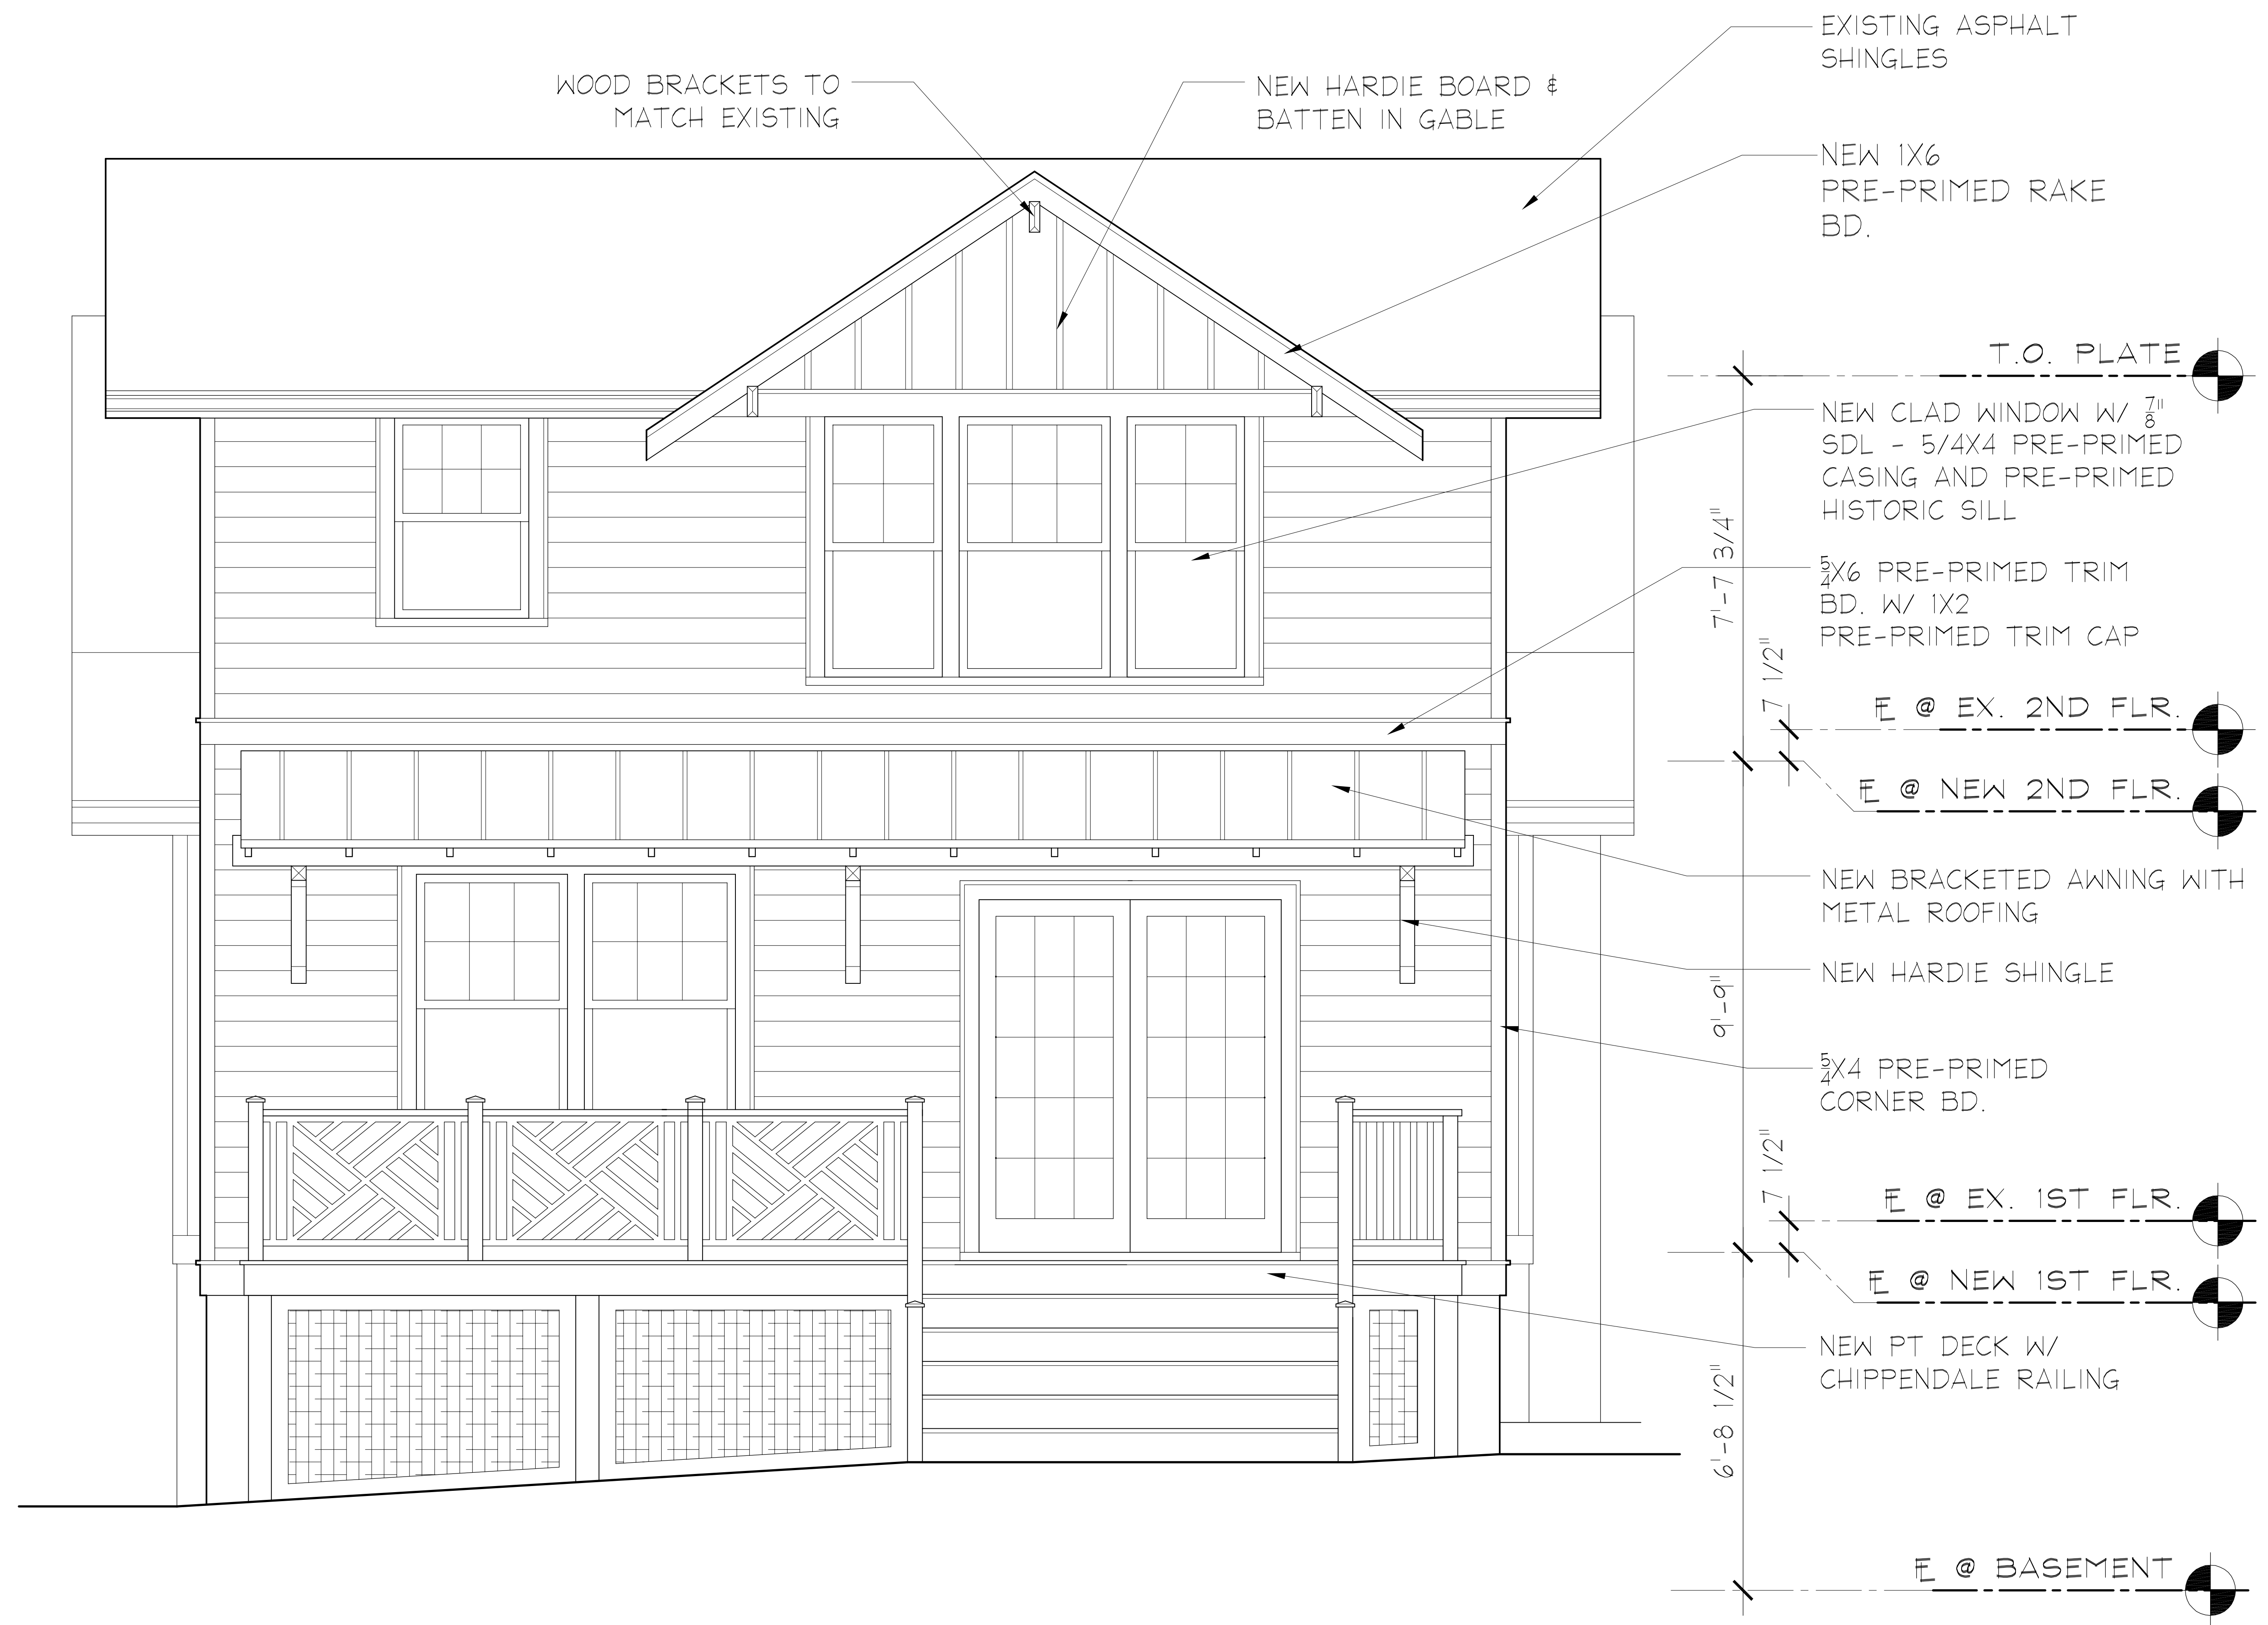 EXISTING ASPHALT
SHINGLES
WOOD BRACKETS TO
MATCH EXISTING
NEW HARDIE BOARD &
BATTEN IN GABLE
NEW 1X6
PRE-PRIMED RAKE
BD.
T.O. PLATE
NEW CLAD WINDOW W/ 7/8"
SDL - 5/4X4 PRE-PRIMED
CASING AND PRE-PRIMED
HISTORIC SILL
7'-7 3/4"
5/4X6 PRE-PRIMED TRIM
BD. W/ 1X2
PRE-PRIMED TRIM CAP
7 1/2"
FL @ EX. 2ND FLR.
FL @ NEW 2ND FLR.
NEW BRACKETED AWNING WITH
METAL ROOFING
NEW HARDIE SHINGLE
9'-9"
5/4X4 PRE-PRIMED
CORNER BD.
7 1/2"
FL @ EX. 1ST FLR.
FL @ NEW 1ST FLR.
NEW PT DECK W/
CHIPPENDALE RAILING
6'-8 1/2"
FL @ BASEMENT